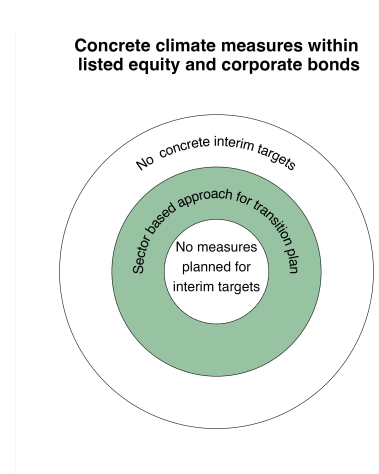 Concrete climate measures within
listed equity and corporate bonds
No concrete interim targets
Sector based approach for transition plan
No measures
planned for
interim targets